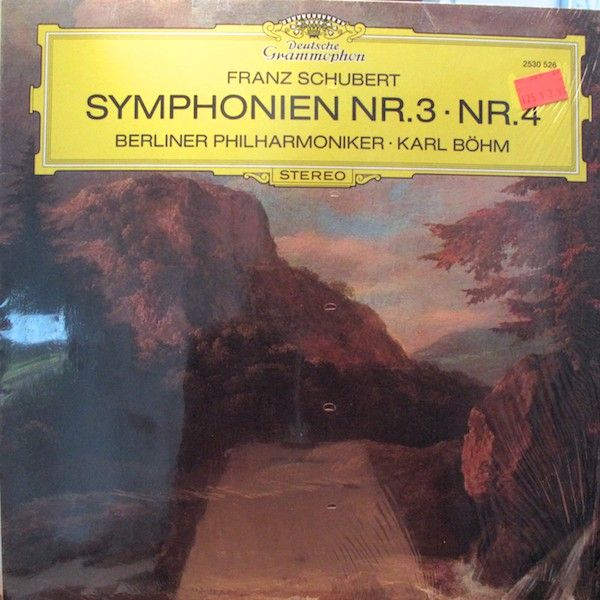 Deutsche
Grammophon
2530 526
FRANZ SCHUBERT
SYMPHONIEN NR.3 · NR.4
BERLINER PHILHARMONIKER · KARL BÖHM
STEREO